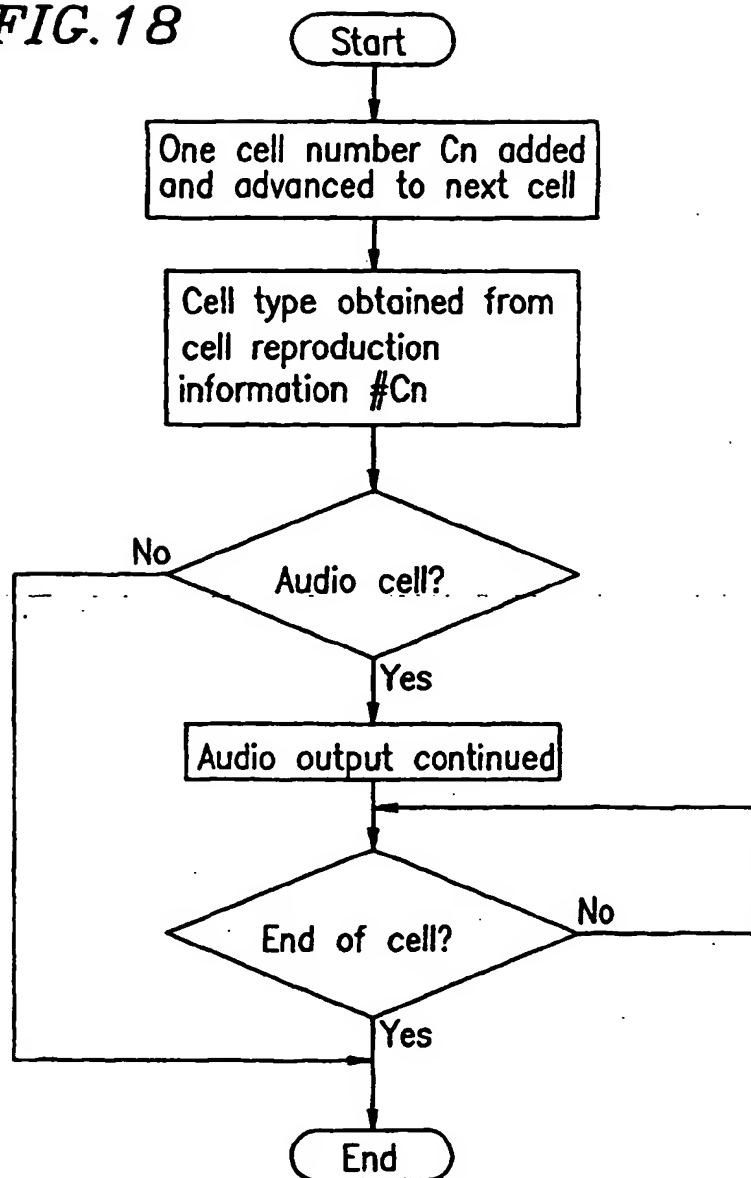 FIG.18
Start
One cell number Cn added
and advanced to next cell
Cell type obtained from
cell reproduction
information #Cn
No
Audio cell?
Yes
Audio output continued
End of cell?
No
Yes
End